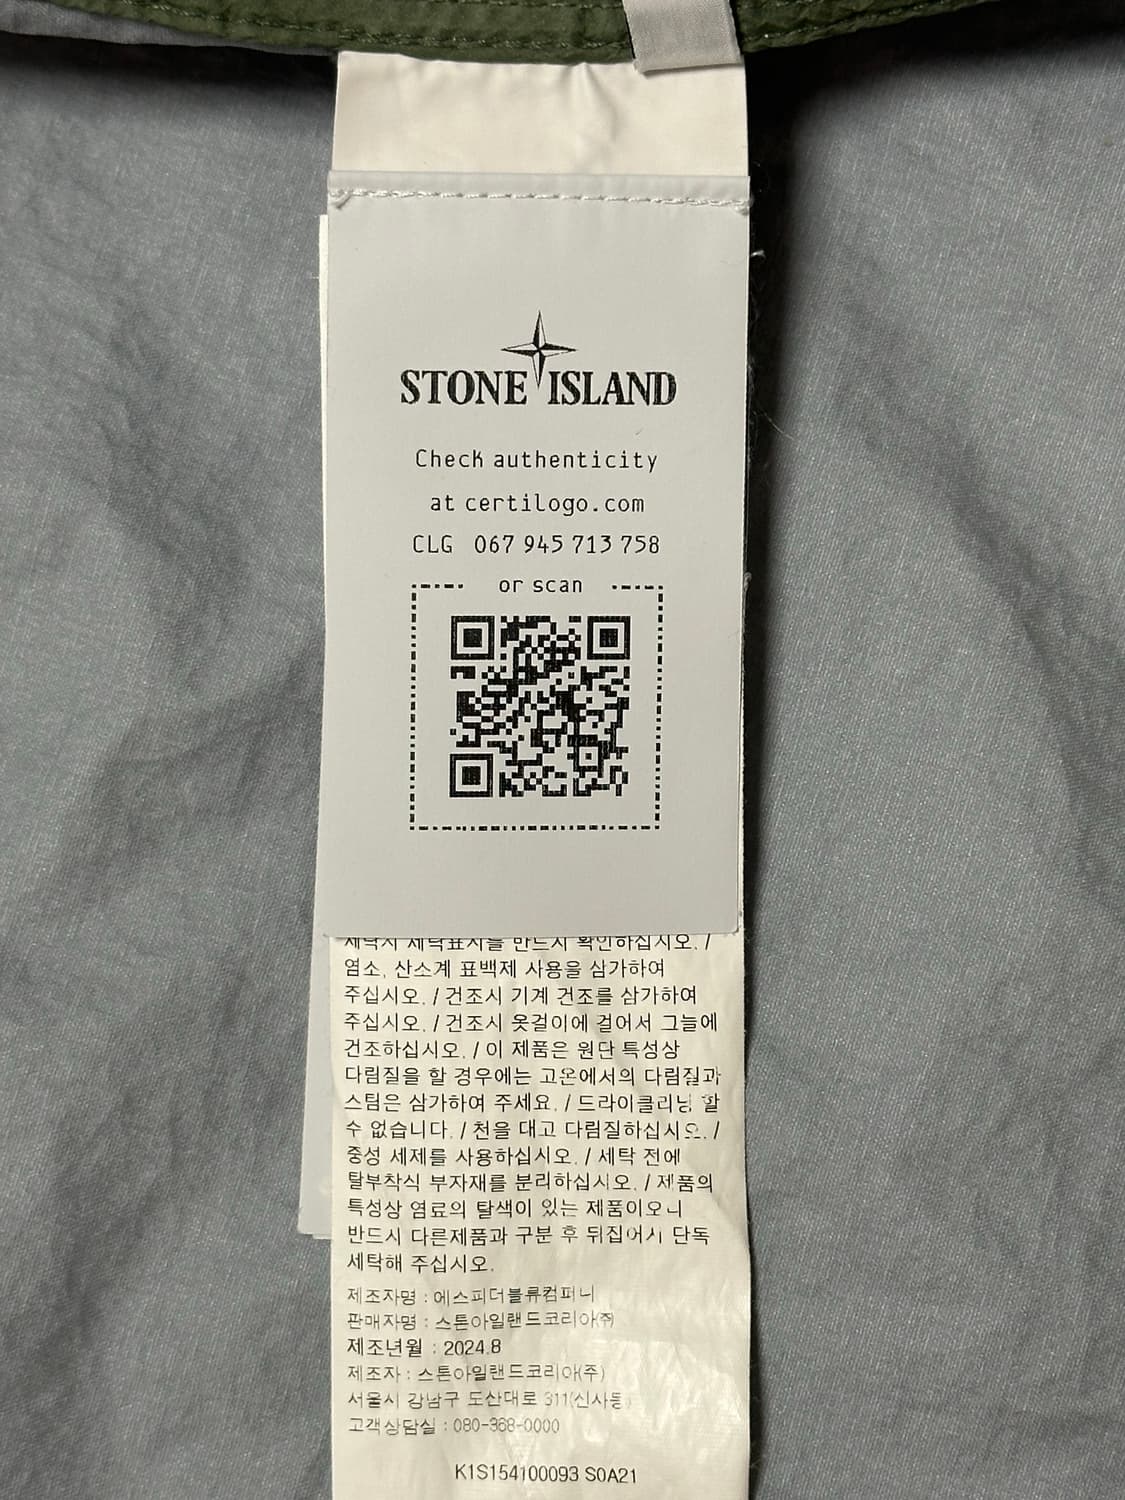 STONE ISLAND
Check authenticity
at certilogo.com
CLG 067 945 713 758
or scan
세탁시 세탁표시를 반드시 확인하십시오. /
염소, 산소계 표백제 사용을 삼가하여
주십시오. / 건조시 기계 건조를 삼가하여
주십시오. / 건조시 옷걸이에 걸어서 그늘에
건조하십시오. / 이 제품은 원단 특성상
다림질을 할 경우에는 고온에서의 다림질과
스팀은 삼가하여 주세요. / 드라이클리닝 할
수 없습니다. / 천을 대고 다림질하십시오. /
중성 세제를 사용하십시오. / 세탁 전에
탈부착식 부자재를 분리하십시오. / 제품의
특성상 염료의 탈색이 있는 제품이오니
반드시 다른제품과 구분 후 뒤집어서 단독
세탁해 주십시오.
제조자명 : 에스피더블류컴퍼니
판매자명 : 스톤아일랜드코리아(주)
제조년월 : 2024.8
제조자 : 스톤아일랜드코리아(주)
서울시 강남구 도산대로 311(신사동)
고객상담실 : 080-368-0000
K1S154100093 S0A21